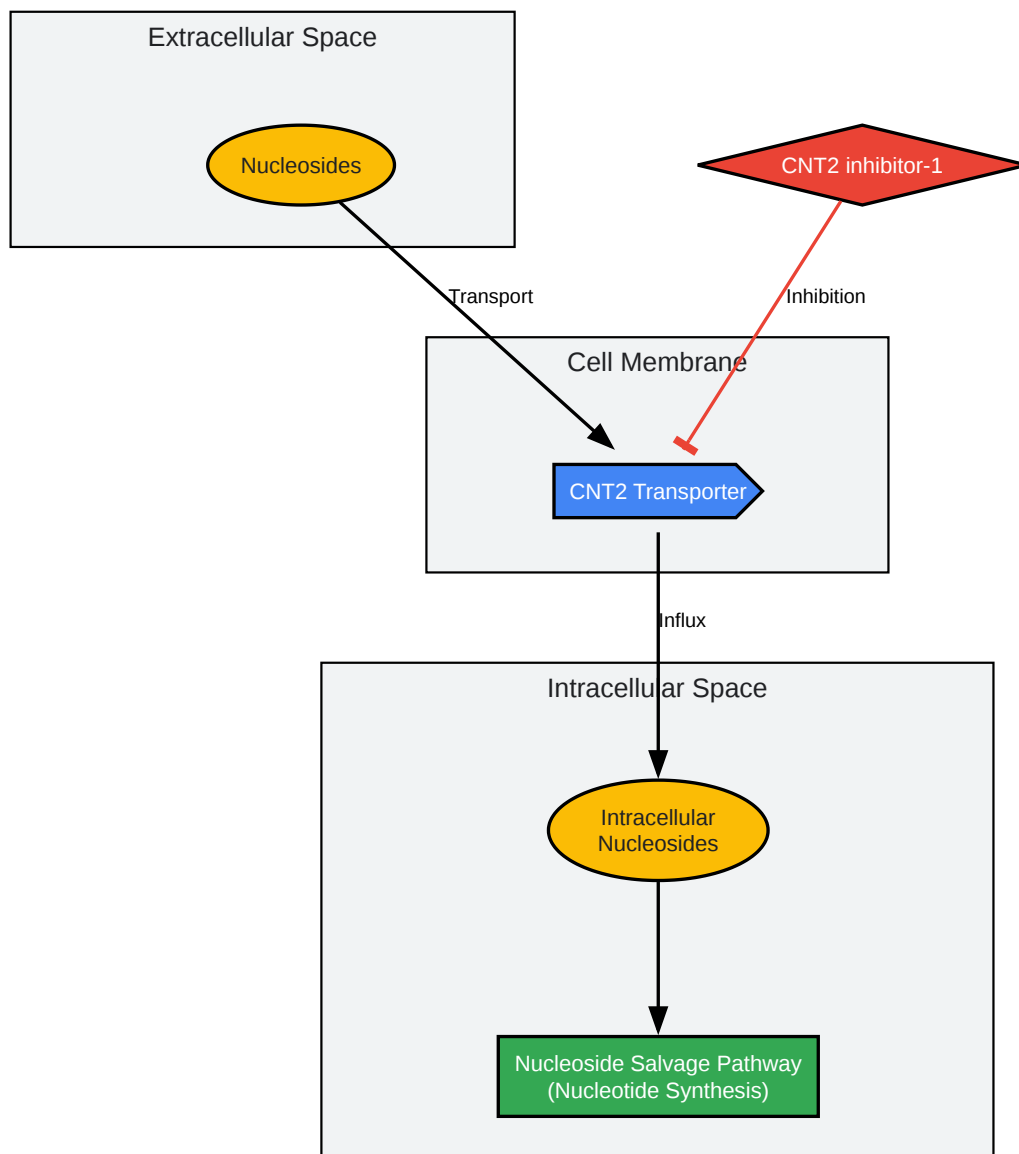 Extracellular Space
Nucleosides
CNT2 inhibitor-1
Transport
Inhibition
Cell Membrane
CNT2 Transporter
Influx
Intracellular Space
Intracellular
Nucleosides
Nucleoside Salvage Pathway
(Nucleotide Synthesis)